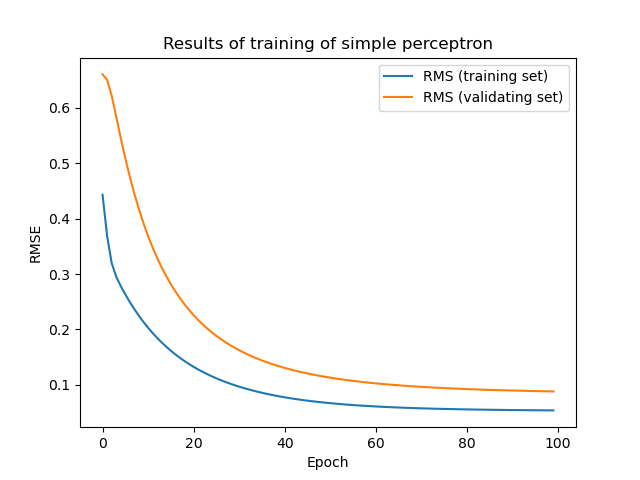 Results of training of simple perceptron
RMS (training set)
RMS (validating set)
RMSE
0.6
0.5
0.4
0.3
0.2
0.1
0 20 40 60 80 100
Epoch